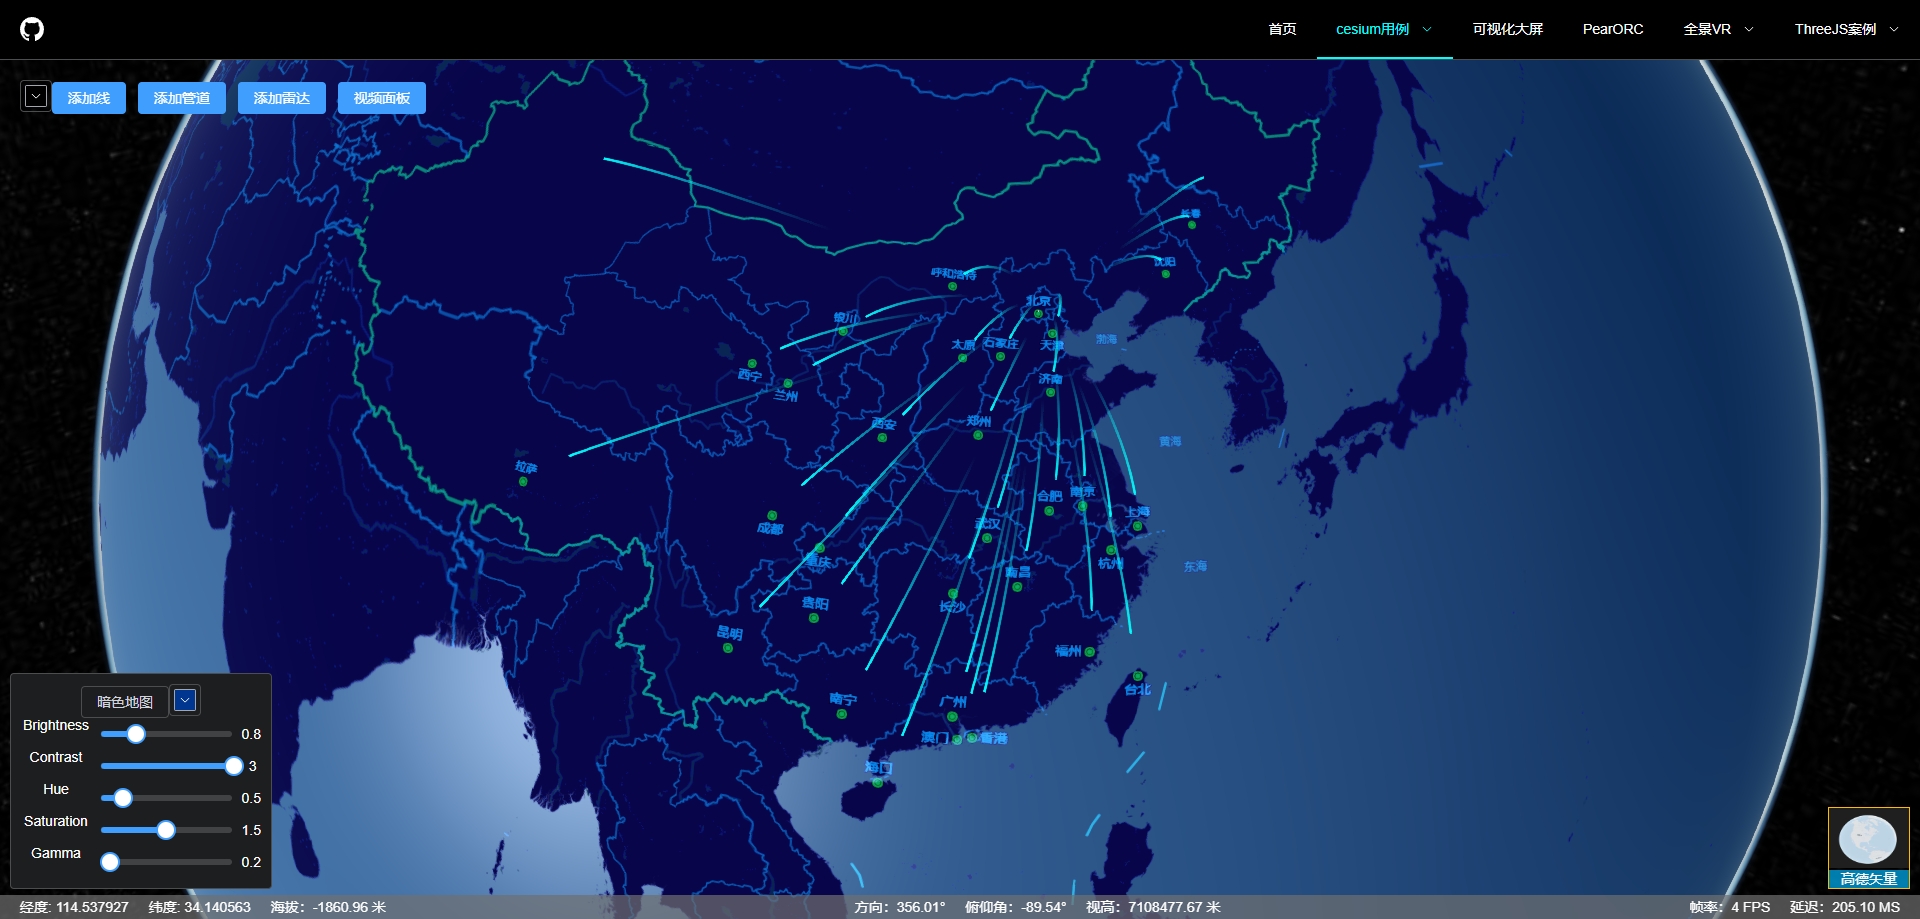 首页 cesium用例 可视化大屏 PearORC 全景VR ThreeJS案例
添加线 添加管道 添加雷达 视频面板
长春
沈阳
呼和浩特
北京
银川
天津
渤海
太原
石家庄
西宁
济南
兰州
西安
郑州
黄海
拉萨
合肥
南京
上海
成都
武汉
重庆
杭州
东海
南昌
贵阳
长沙
昆明
福州
台北
南宁
广州
澳门
香港
海口
暗色地图
Brightness 0.8
Contrast 3
Hue 0.5
Saturation 1.5
Gamma 0.2
高德矢量
经度: 114.537927 纬度: 34.140563 海拔: -1860.96 米 方向: 356.01° 俯仰角: -89.54° 视高: 7108477.67 米 帧率: 4 FPS 延迟: 205.10 MS